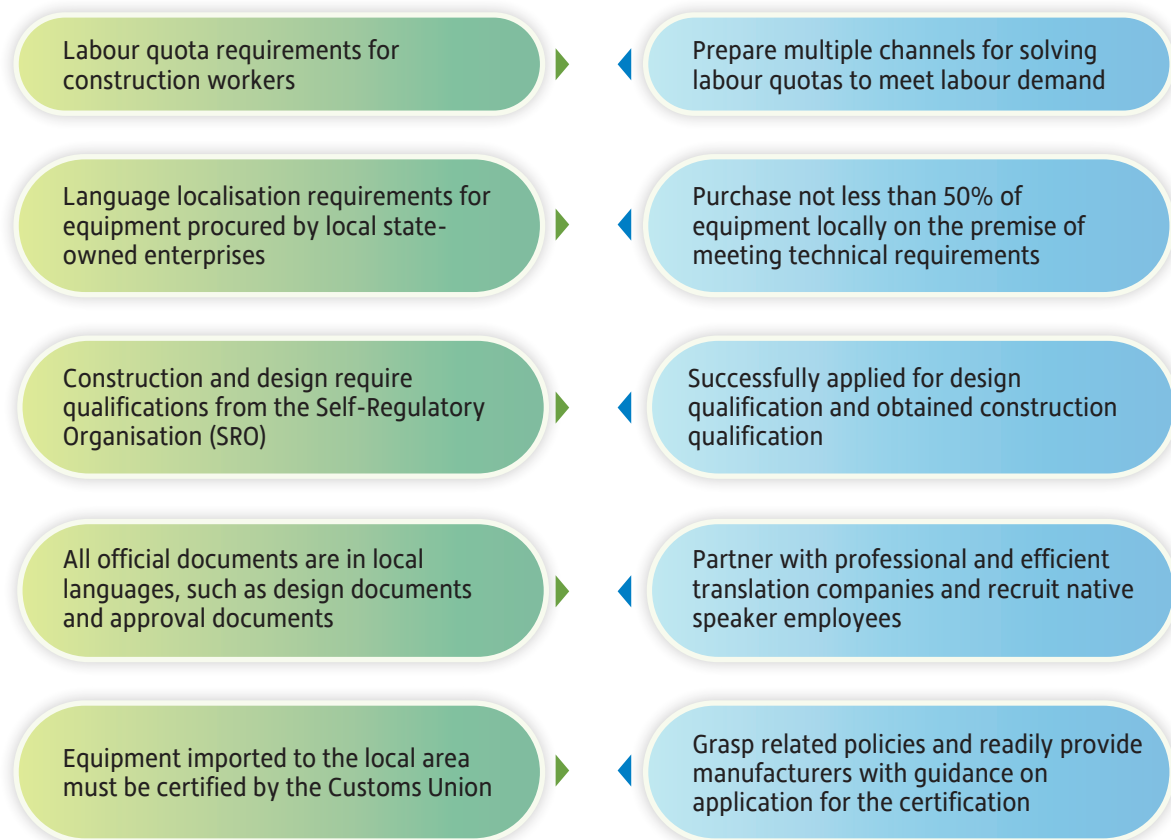 Labour quota requirements for
construction workers
Prepare multiple channels for solving
labour quotas to meet labour demand
Language localisation requirements for
equipment procured by local state-
owned enterprises
Purchase not less than 50% of
equipment locally on the premise of
meeting technical requirements
Construction and design require
qualifications from the Self-Regulatory
Organisation (SRO)
Successfully applied for design
qualification and obtained construction
qualification
All official documents are in local
languages, such as design documents
and approval documents
Partner with professional and efficient
translation companies and recruit native
speaker employees
Equipment imported to the local area
must be certified by the Customs Union
Grasp related policies and readily provide
manufacturers with guidance on
application for the certification